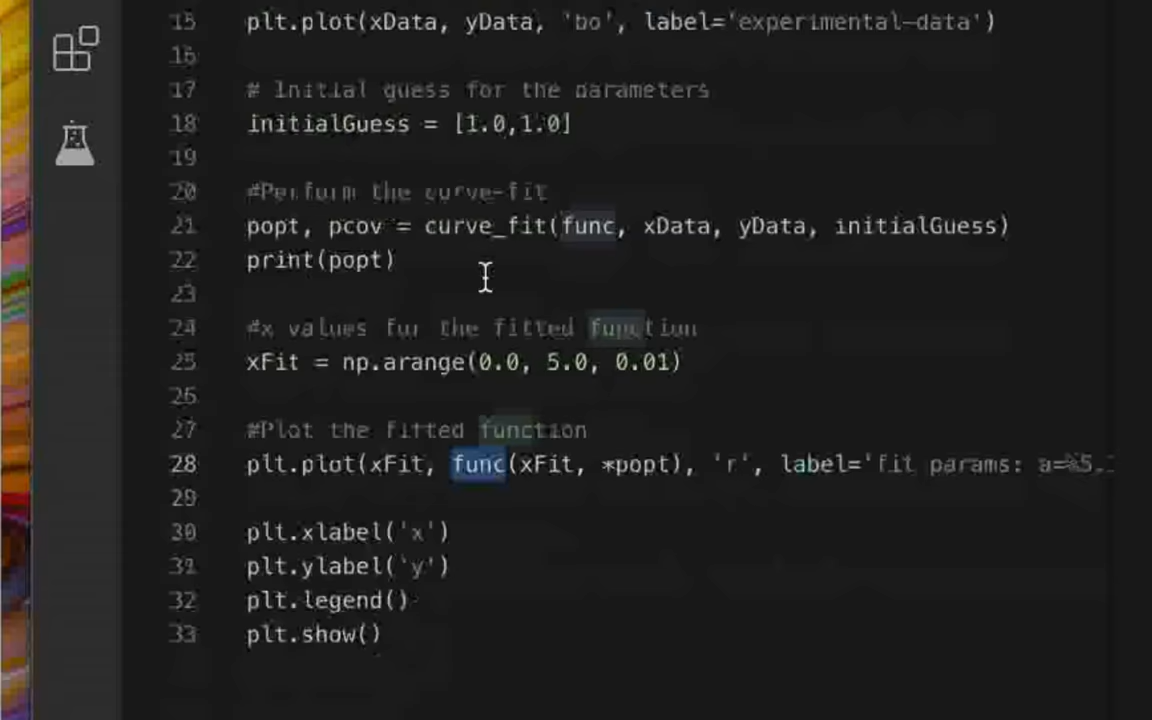 15 plt.plot(xData, yData, 'bo', label='experimental-data')
16
17 # Initial guess for the parameters
18 initialGuess = [1.0,1.0]
19
20 #Perform the curve-fit
21 popt, pcov = curve_fit(func, xData, yData, initialGuess)
22 print(popt)
23
24 #x values for the fitted function
25 xFit = np.arange(0.0, 5.0, 0.01)
26
27 #Plot the fitted function
28 plt.plot(xFit, func(xFit, *popt), 'r', label='fit params: a=%5.
29
30 plt.xlabel('x')
31 plt.ylabel('y')
32 plt.legend()
33 plt.show()